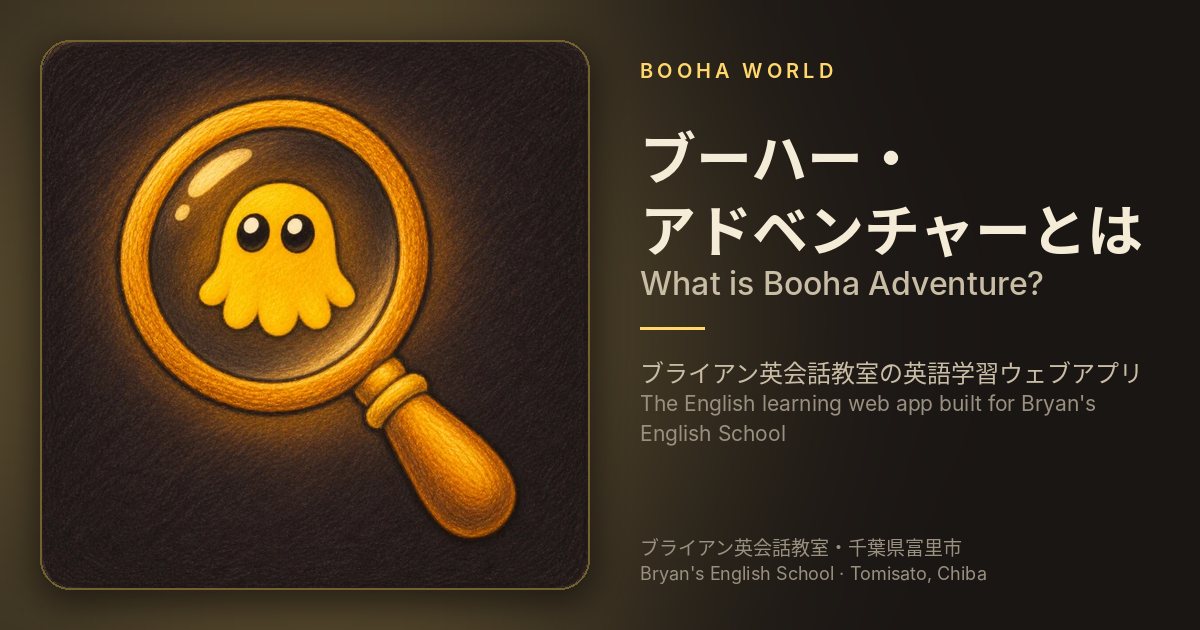 BOOHA WORLD
ブーハー・
アドベンチャーとは
What is Booha Adventure?
ブライアン英会話教室の英語学習ウェブアプリ
The English learning web app built for Bryan's
English School
ブライアン英会話教室・千葉県富里市
Bryan's English School · Tomisato, Chiba